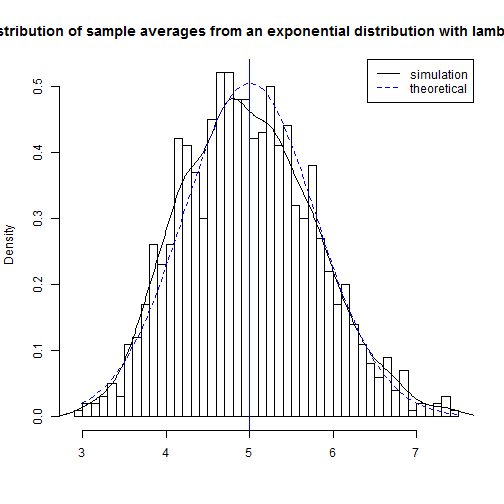 stribution of sample averages from an exponential distribution with lamb
simulation
theoretical
Density
0.5
0.4
0.3
0.2
0.1
0.0
3 4 5 6 7